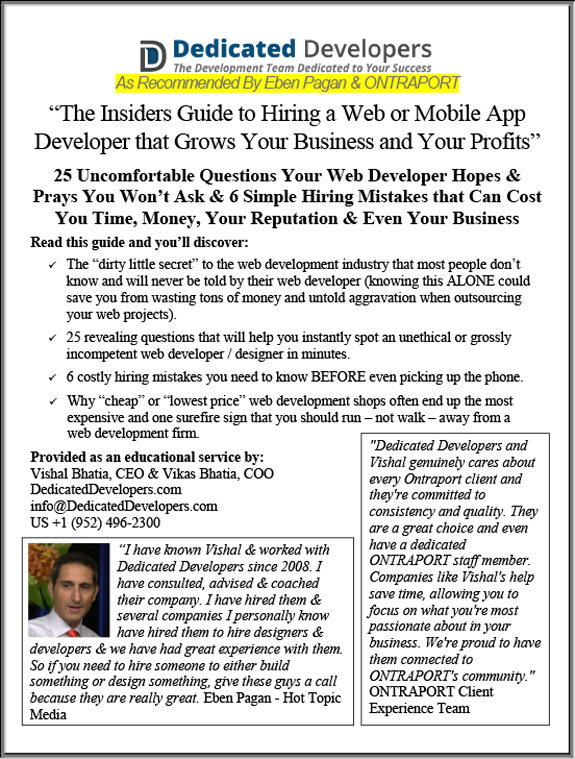 Dedicated Developers
The Development Team Dedicated to Your Success
As Recommended By Eben Pagan & ONTRAPORT
“The Insiders Guide to Hiring a Web or Mobile App
Developer that Grows Your Business and Your Profits”
25 Uncomfortable Questions Your Web Developer Hopes &
Prays You Won’t Ask & 6 Simple Hiring Mistakes that Can Cost
You Time, Money, Your Reputation & Even Your Business
Read this guide and you’ll discover:
✓ The “dirty little secret” to the web development industry that most people don’t
know and will never be told by their web developer (knowing this ALONE could
save you from wasting tons of money and untold aggravation when outsourcing
your web projects).
✓ 25 revealing questions that will help you instantly spot an unethical or grossly
incompetent web developer / designer in minutes.
✓ 6 costly hiring mistakes you need to know BEFORE even picking up the phone.
✓ Why “cheap” or “lowest price” web development shops often end up the most
expensive and one surefire sign that you should run – not walk – away from a
web development firm.
Provided as an educational service by:
Vishal Bhatia, CEO & Vikas Bhatia, COO
DedicatedDevelopers.com
info@DedicatedDevelopers.com
US +1 (952) 496-2300
“I have known Vishal & worked with
Dedicated Developers since 2008. I
have consulted, advised & coached
their company. I have hired them &
several companies I personally know
have hired them to hire designers &
developers & we have had great experience with them.
So if you need to hire someone to either build
something or design something, give these guys a call
because they are really great. Eben Pagan - Hot Topic
Media
"Dedicated Developers and
Vishal genuinely cares about
every Ontraport client and
they're committed to
consistency and quality. They
are a great choice and even
have a dedicated
ONTRAPORT staff member.
Companies like Vishal's help
save time, allowing you to
focus on what you're most
passionate about in your
business. We're proud to have
them connected to
ONTRAPORT's community."
ONTRAPORT Client
Experience Team